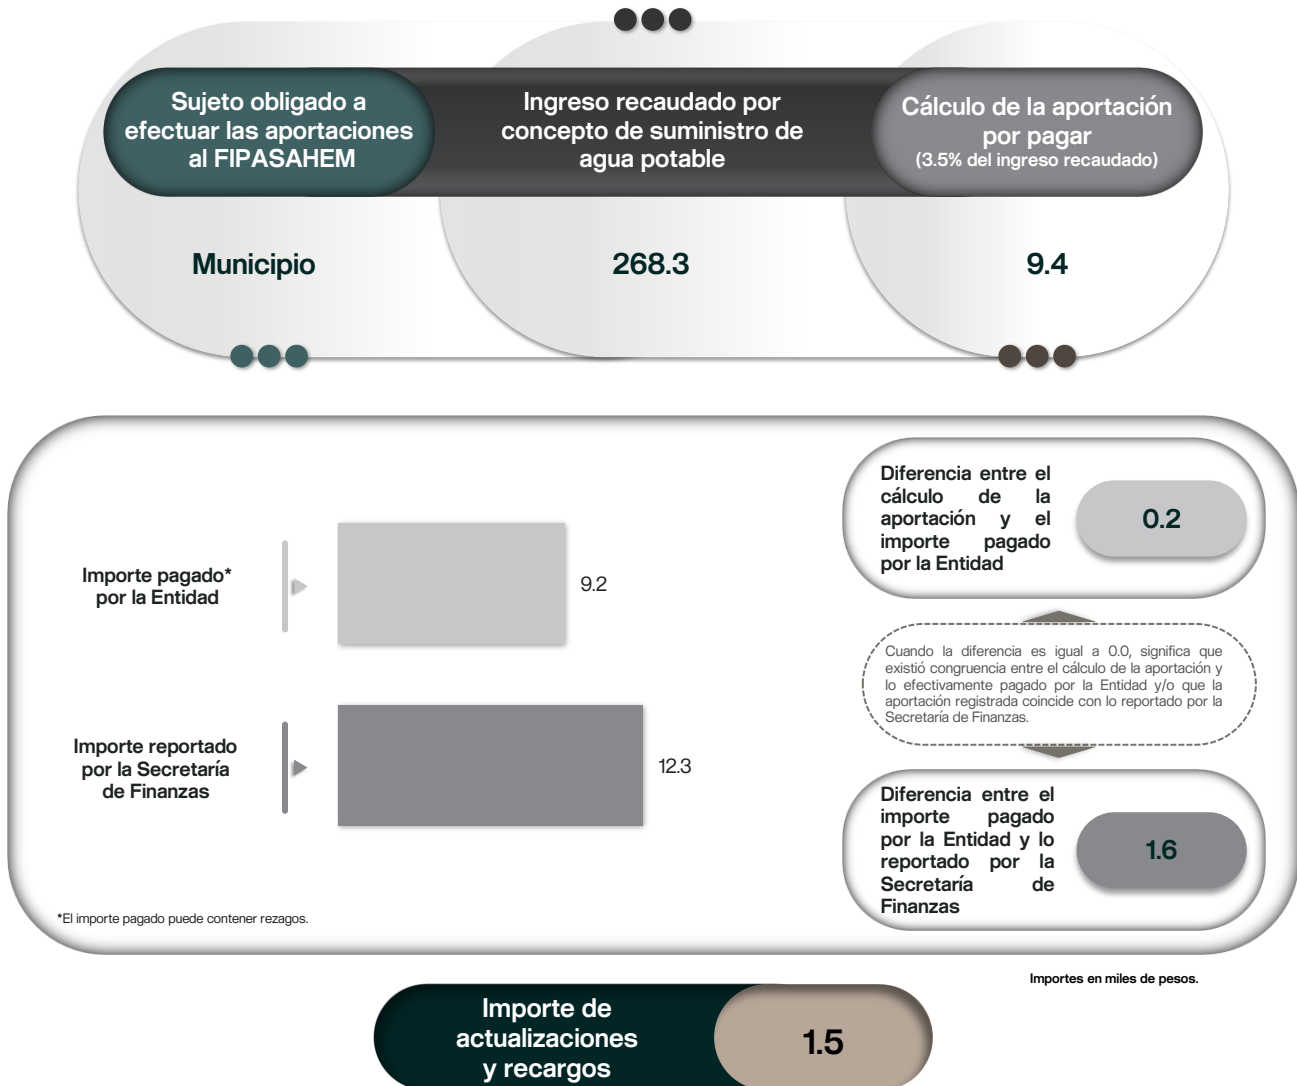 Sujeto obligado a
efectuar las aportaciones
al FIPASAHEM
Ingreso recaudado por
concepto de suministro de
agua potable
Cálculo de la aportación
por pagar
(3.5% del ingreso recaudado)
Municipio
268.3
9.4
Importe pagado*
por la Entidad
9.2
Importe reportado
por la Secretaría
de Finanzas
12.3
*El importe pagado puede contener rezagos.
Diferencia entre el
cálculo de la
aportación y el
importe pagado
por la Entidad
0.2
Cuando la diferencia es igual a 0.0, significa que
existió congruencia entre el cálculo de la aportación y
lo efectivamente pagado por la Entidad y/o que la
aportación registrada coincide con lo reportado por la
Secretaría de Finanzas.
Diferencia entre el
importe pagado
por la Entidad y lo
reportado por la
Secretaría de
Finanzas
1.6
Importes en miles de pesos.
Importe de
actualizaciones
y recargos
1.5